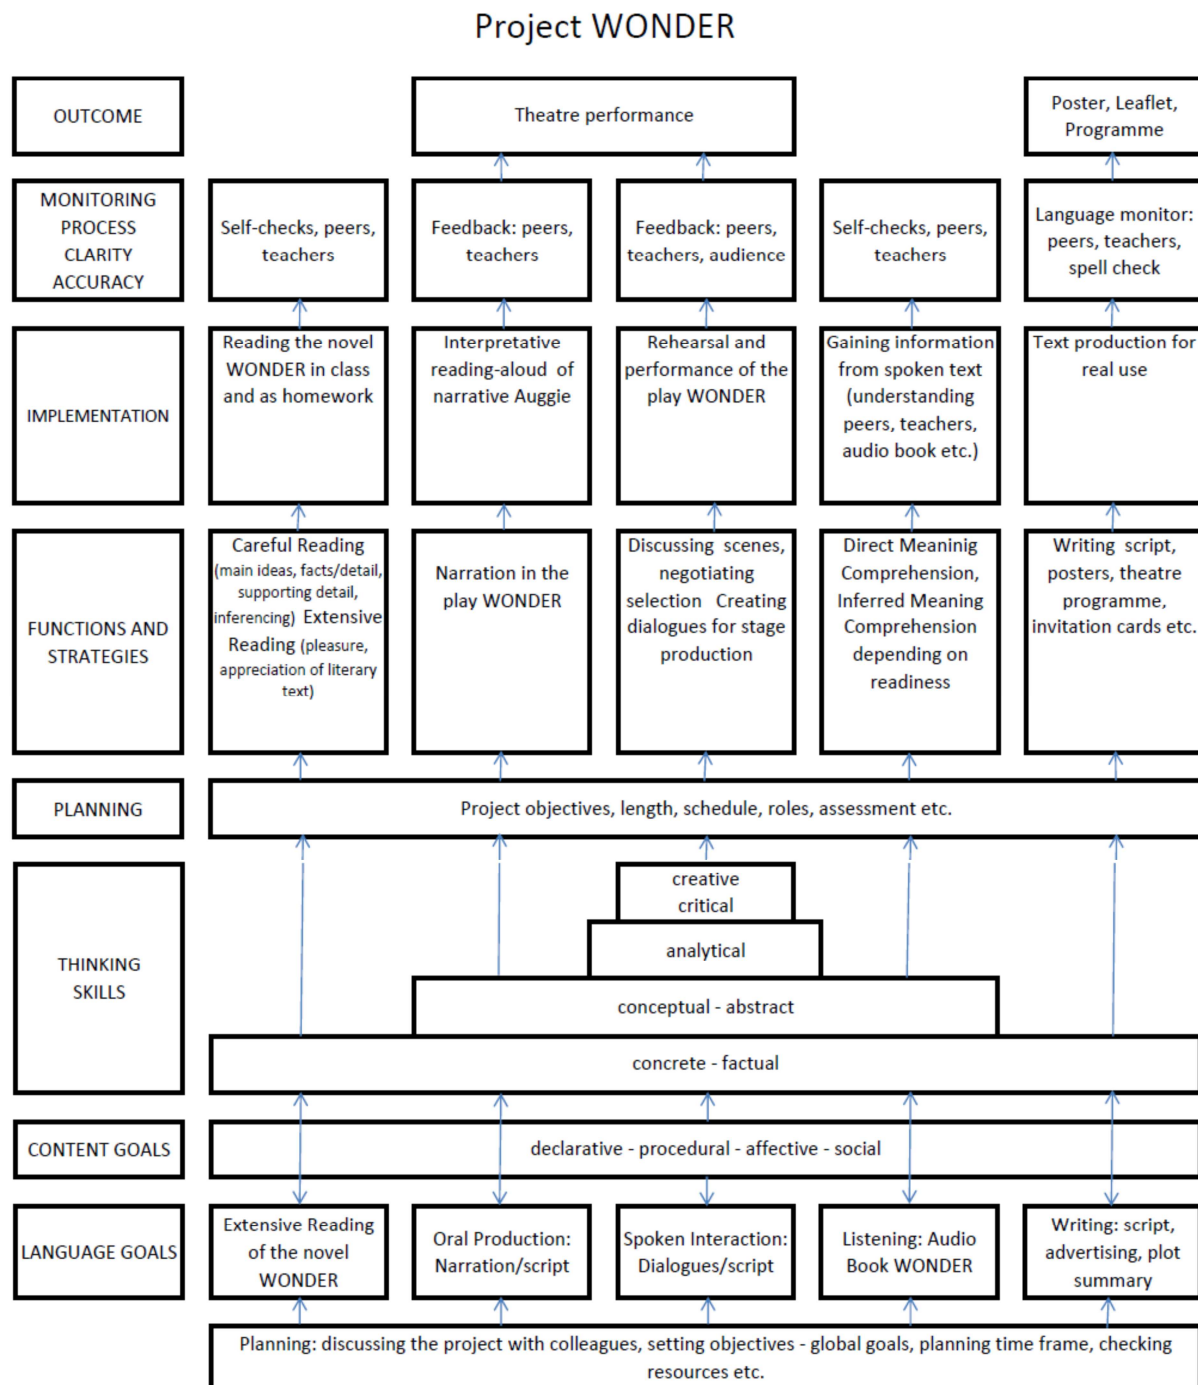 Project WONDER
OUTCOME
Theatre performance
Poster, Leaflet,
Programme
MONITORING
PROCESS
CLARITY
ACCURACY
Self-checks, peers,
teachers
Feedback: peers,
teachers
Feedback: peers,
teachers, audience
Self-checks, peers,
teachers
Language monitor:
peers, teachers,
spell check
IMPLEMENTATION
Reading the novel
WONDER in class
and as homework
Interpretative
reading-aloud of
narrative Auggie
Rehearsal and
performance of the
play WONDER
Gaining information
from spoken text
(understanding
peers, teachers,
audio book etc.)
Text production for
real use
FUNCTIONS AND
STRATEGIES
Careful Reading
(main ideas, facts/detail,
supporting detail,
inferencing) Extensive
Reading (pleasure,
appreciation of literary
text)
Narration in the
play WONDER
Discussing scenes,
negotiating
selection Creating
dialogues for stage
production
Direct Meaninig
Comprehension,
Inferred Meaning
Comprehension
depending on
readiness
Writing script,
posters, theatre
programme,
invitation cards etc.
PLANNING
Project objectives, length, schedule, roles, assessment etc.
THINKING
SKILLS
creative
critical
analytical
conceptual - abstract
concrete - factual
CONTENT GOALS
declarative - procedural - affective - social
LANGUAGE GOALS
Extensive Reading
of the novel
WONDER
Oral Production:
Narration/script
Spoken Interaction:
Dialogues/script
Listening: Audio
Book WONDER
Writing: script,
advertising, plot
summary
Planning: discussing the project with colleagues, setting objectives - global goals, planning time frame, checking
resources etc.